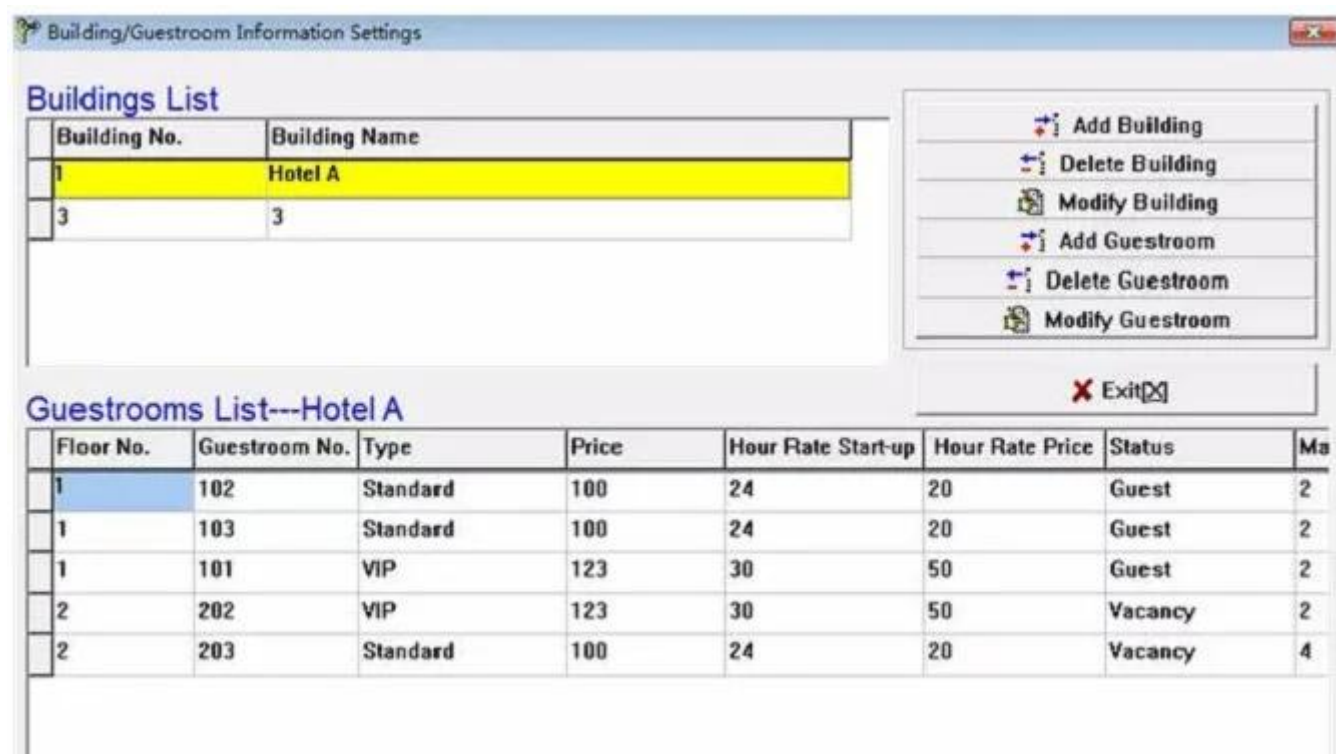 Building/Guestroom Information Settings
Buildings List
Building No. Building Name
1 Hotel A
3 3
Add Building
Delete Building
Modify Building
Add Guestroom
Delete Guestroom
Modify Guestroom
Exit[X]
Guestrooms List---Hotel A
Floor No. Guestroom No. Type Price Hour Rate Start-up Hour Rate Price Status Ma
1 102 Standard 100 24 20 Guest 2
1 103 Standard 100 24 20 Guest 2
1 101 VIP 123 30 50 Guest 2
2 202 VIP 123 30 50 Vacancy 2
2 203 Standard 100 24 20 Vacancy 4